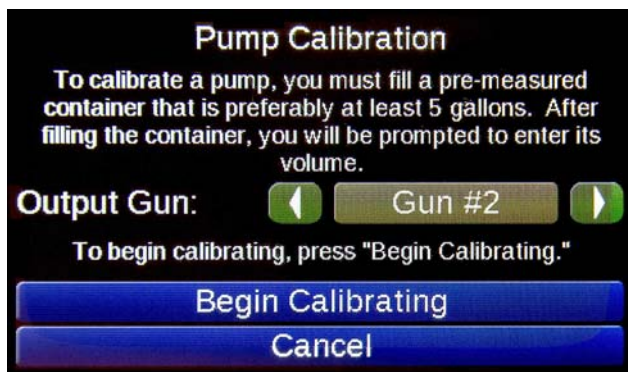 Pump Calibration
To calibrate a pump, you must fill a pre-measured
container that is preferably at least 5 gallons. After
filling the container, you will be prompted to enter its
volume.
Output Gun: Gun #2
To begin calibrating, press "Begin Calibrating."
Begin Calibrating
Cancel